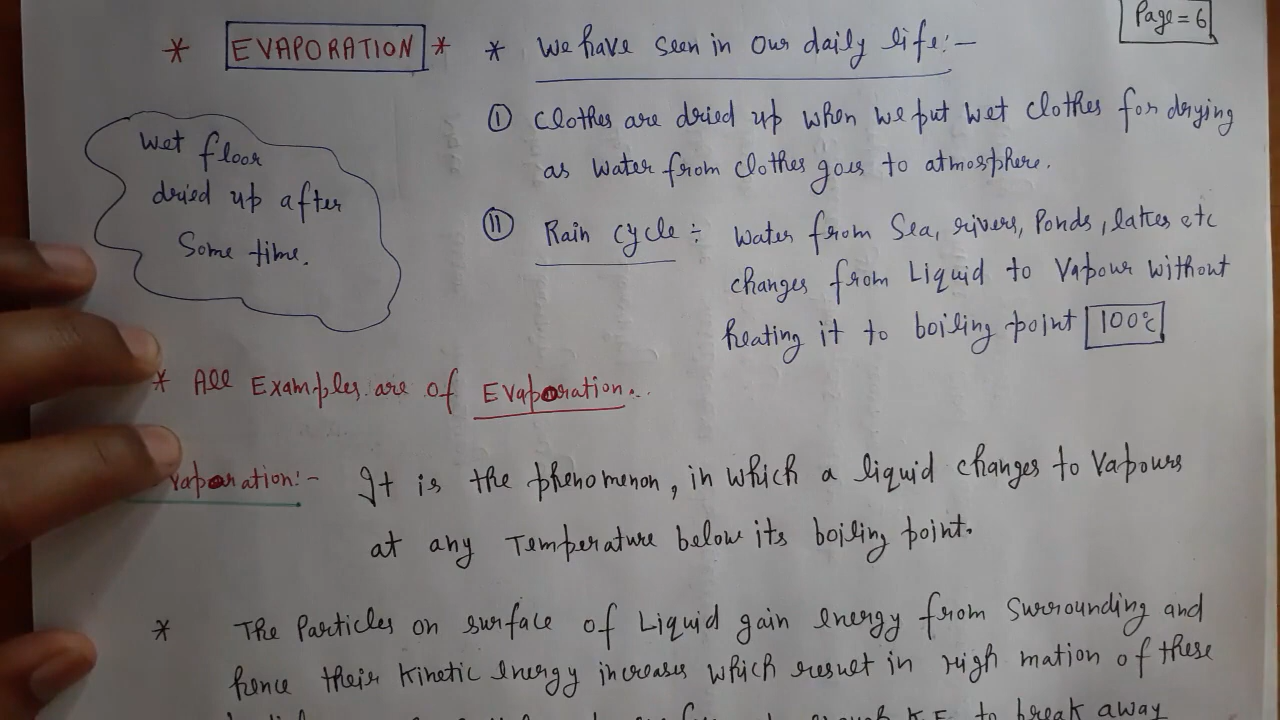 Page = 6
* EVAPORATION * * We have seen in our daily life:-
Wet floor
dried up after
Some time.
① Clothes are dried up when we put wet clothes for drying
as water from clothes goes to atmosphere.
② Rain Cycle : Water from Sea, rivers, Ponds, lakes etc
changes from Liquid to Vapour without
heating it to boiling point 100°C
* All Examples are of Evaporation..
vaporation:- It is the phenomenon, in which a liquid changes to Vapours
at any Temperature below its boiling point.
* The Particles on surface of Liquid gain energy from Surrounding and
hence their Kinetic energy increases which result in High mation of these
K.E to break away